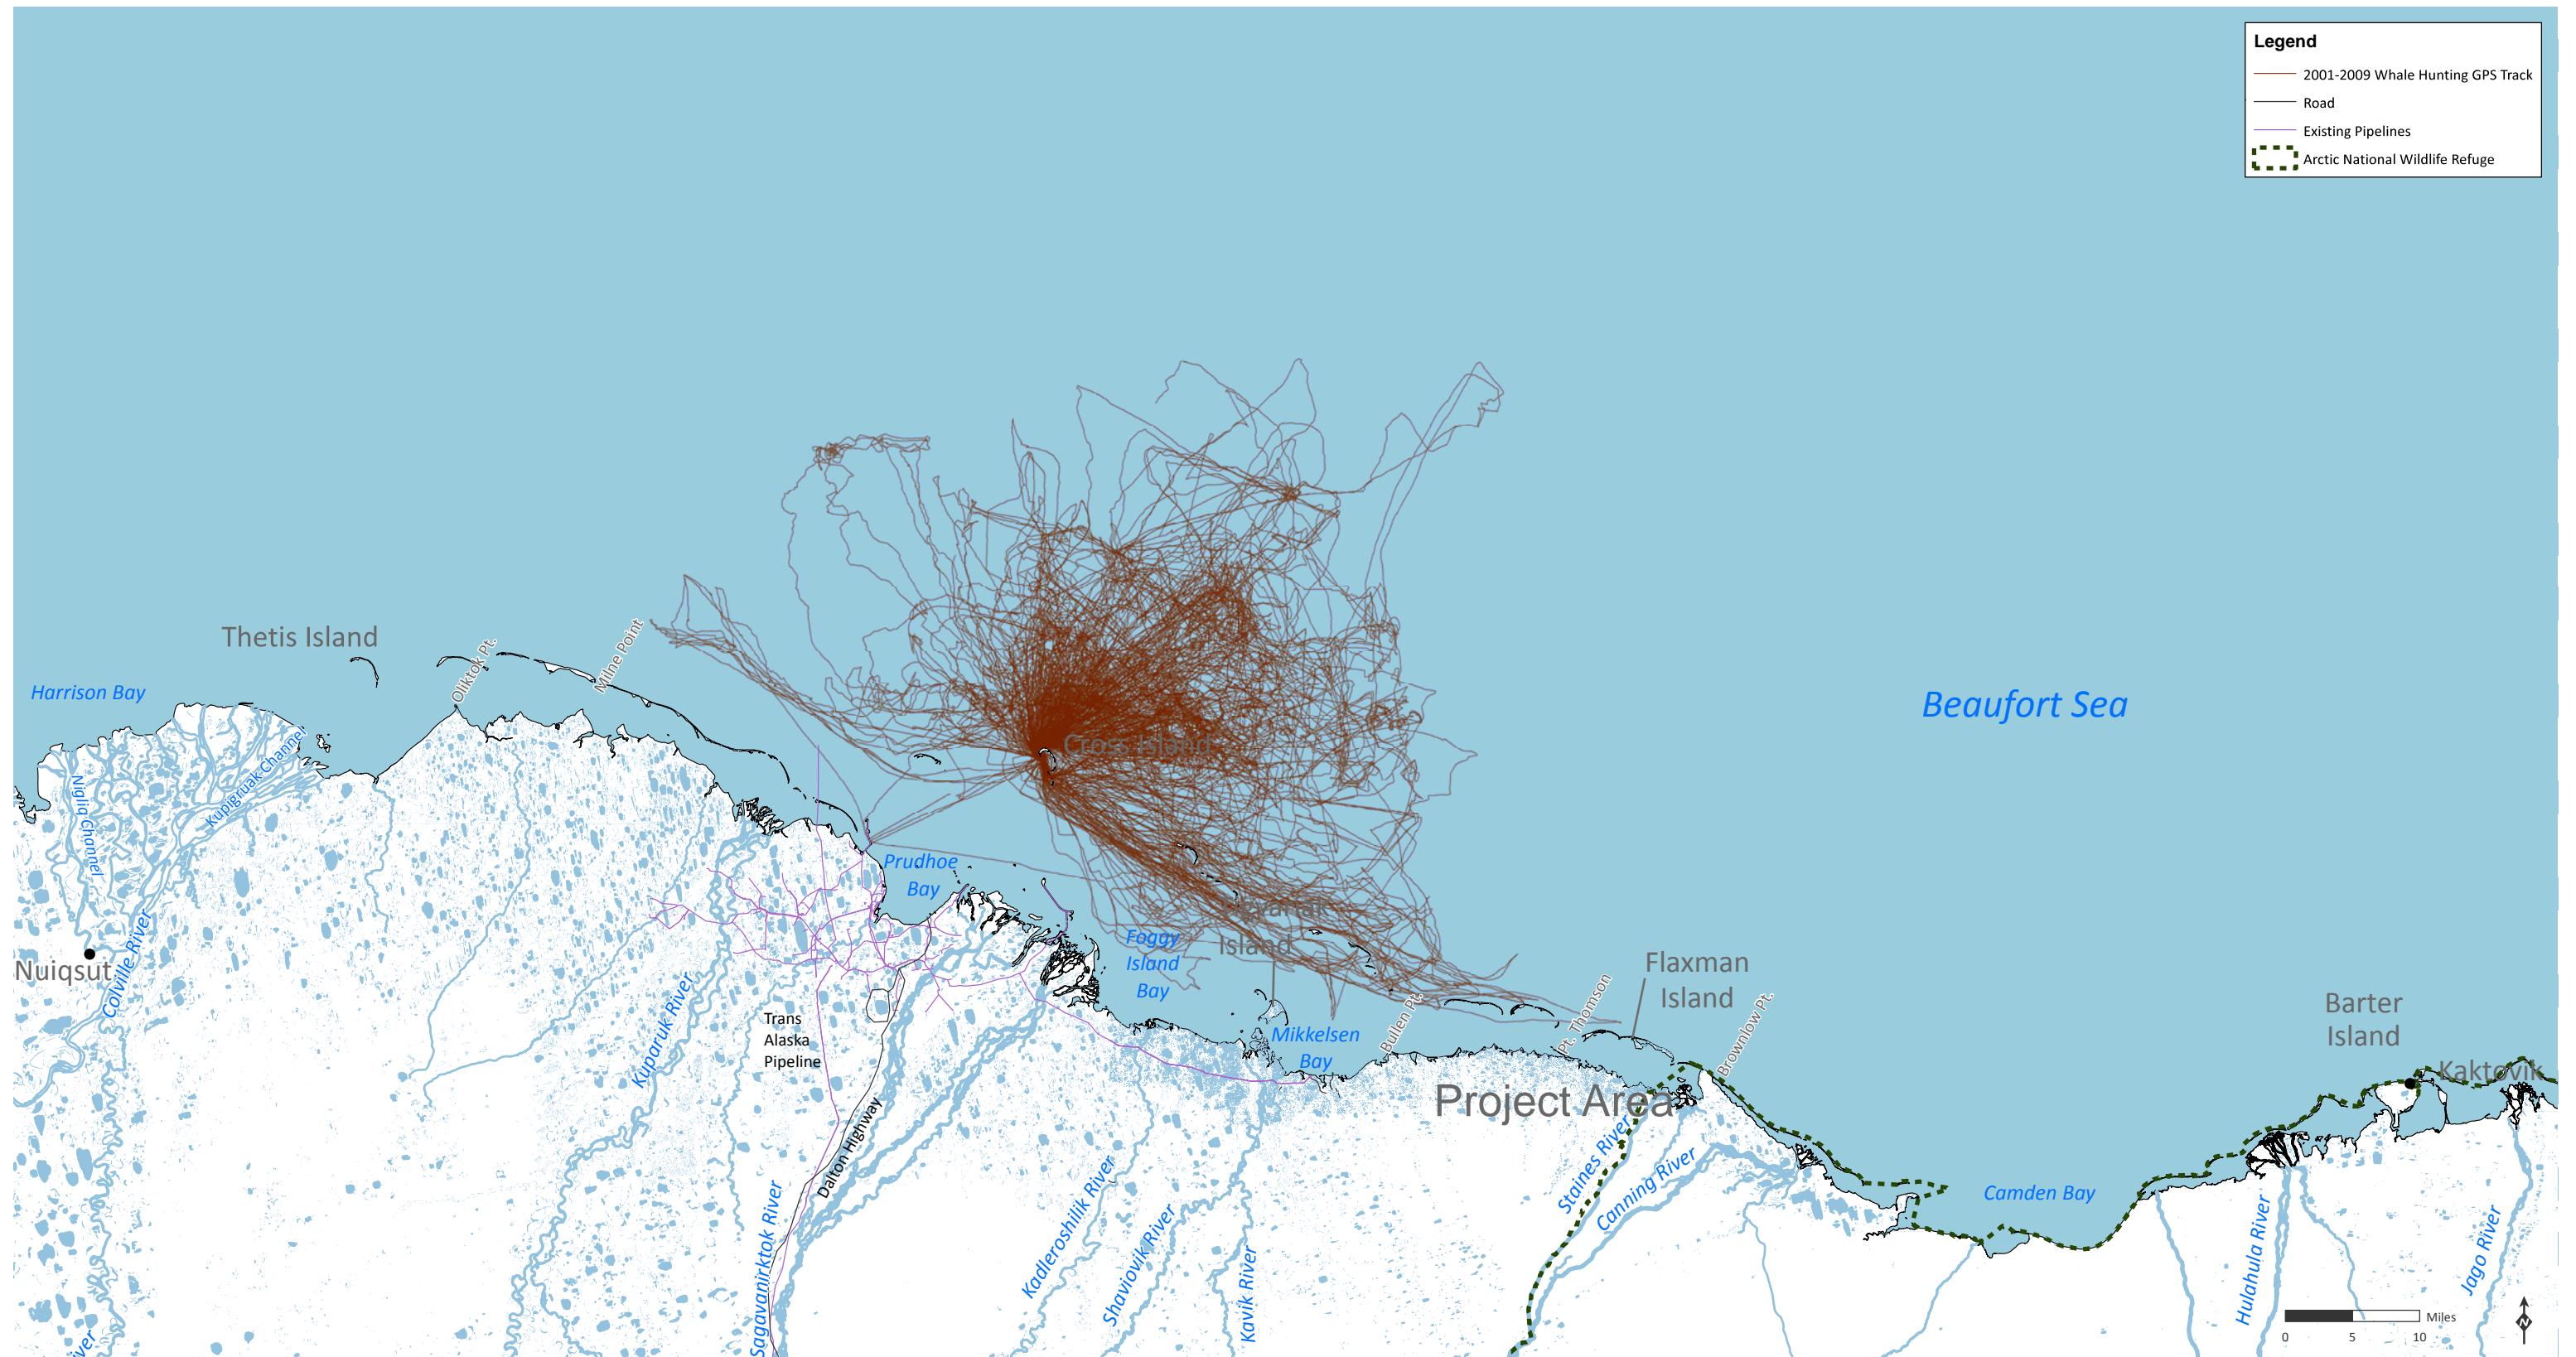 Legend
2001-2009 Whale Hunting GPS Track
Road
Existing Pipelines
Arctic National Wildlife Refuge
Thetis Island
Oliktok Pt.
Milne Point
Harrison Bay
Beaufort Sea
Cross Island
Nigliq Channel
Kupigruak Channel
Prudhoe
Bay
Foggy
Island
Bay
Island
Nuiqsut
Colville River
Kuparuk River
Trans
Alaska
Pipeline
Dalton Highway
Sagavanirktok River
Kadleroshilik River
Shaviovik River
Kavik River
Mikkelsen
Bay
Bullen Pt.
Pt. Thomson
Flaxman
Island
Brownlow Pt.
Project Area
Staines River
Canning River
Camden Bay
Barter
Island
Kaktovik
Hulahula River
Jago River
iver
Miles
0 5 10
N